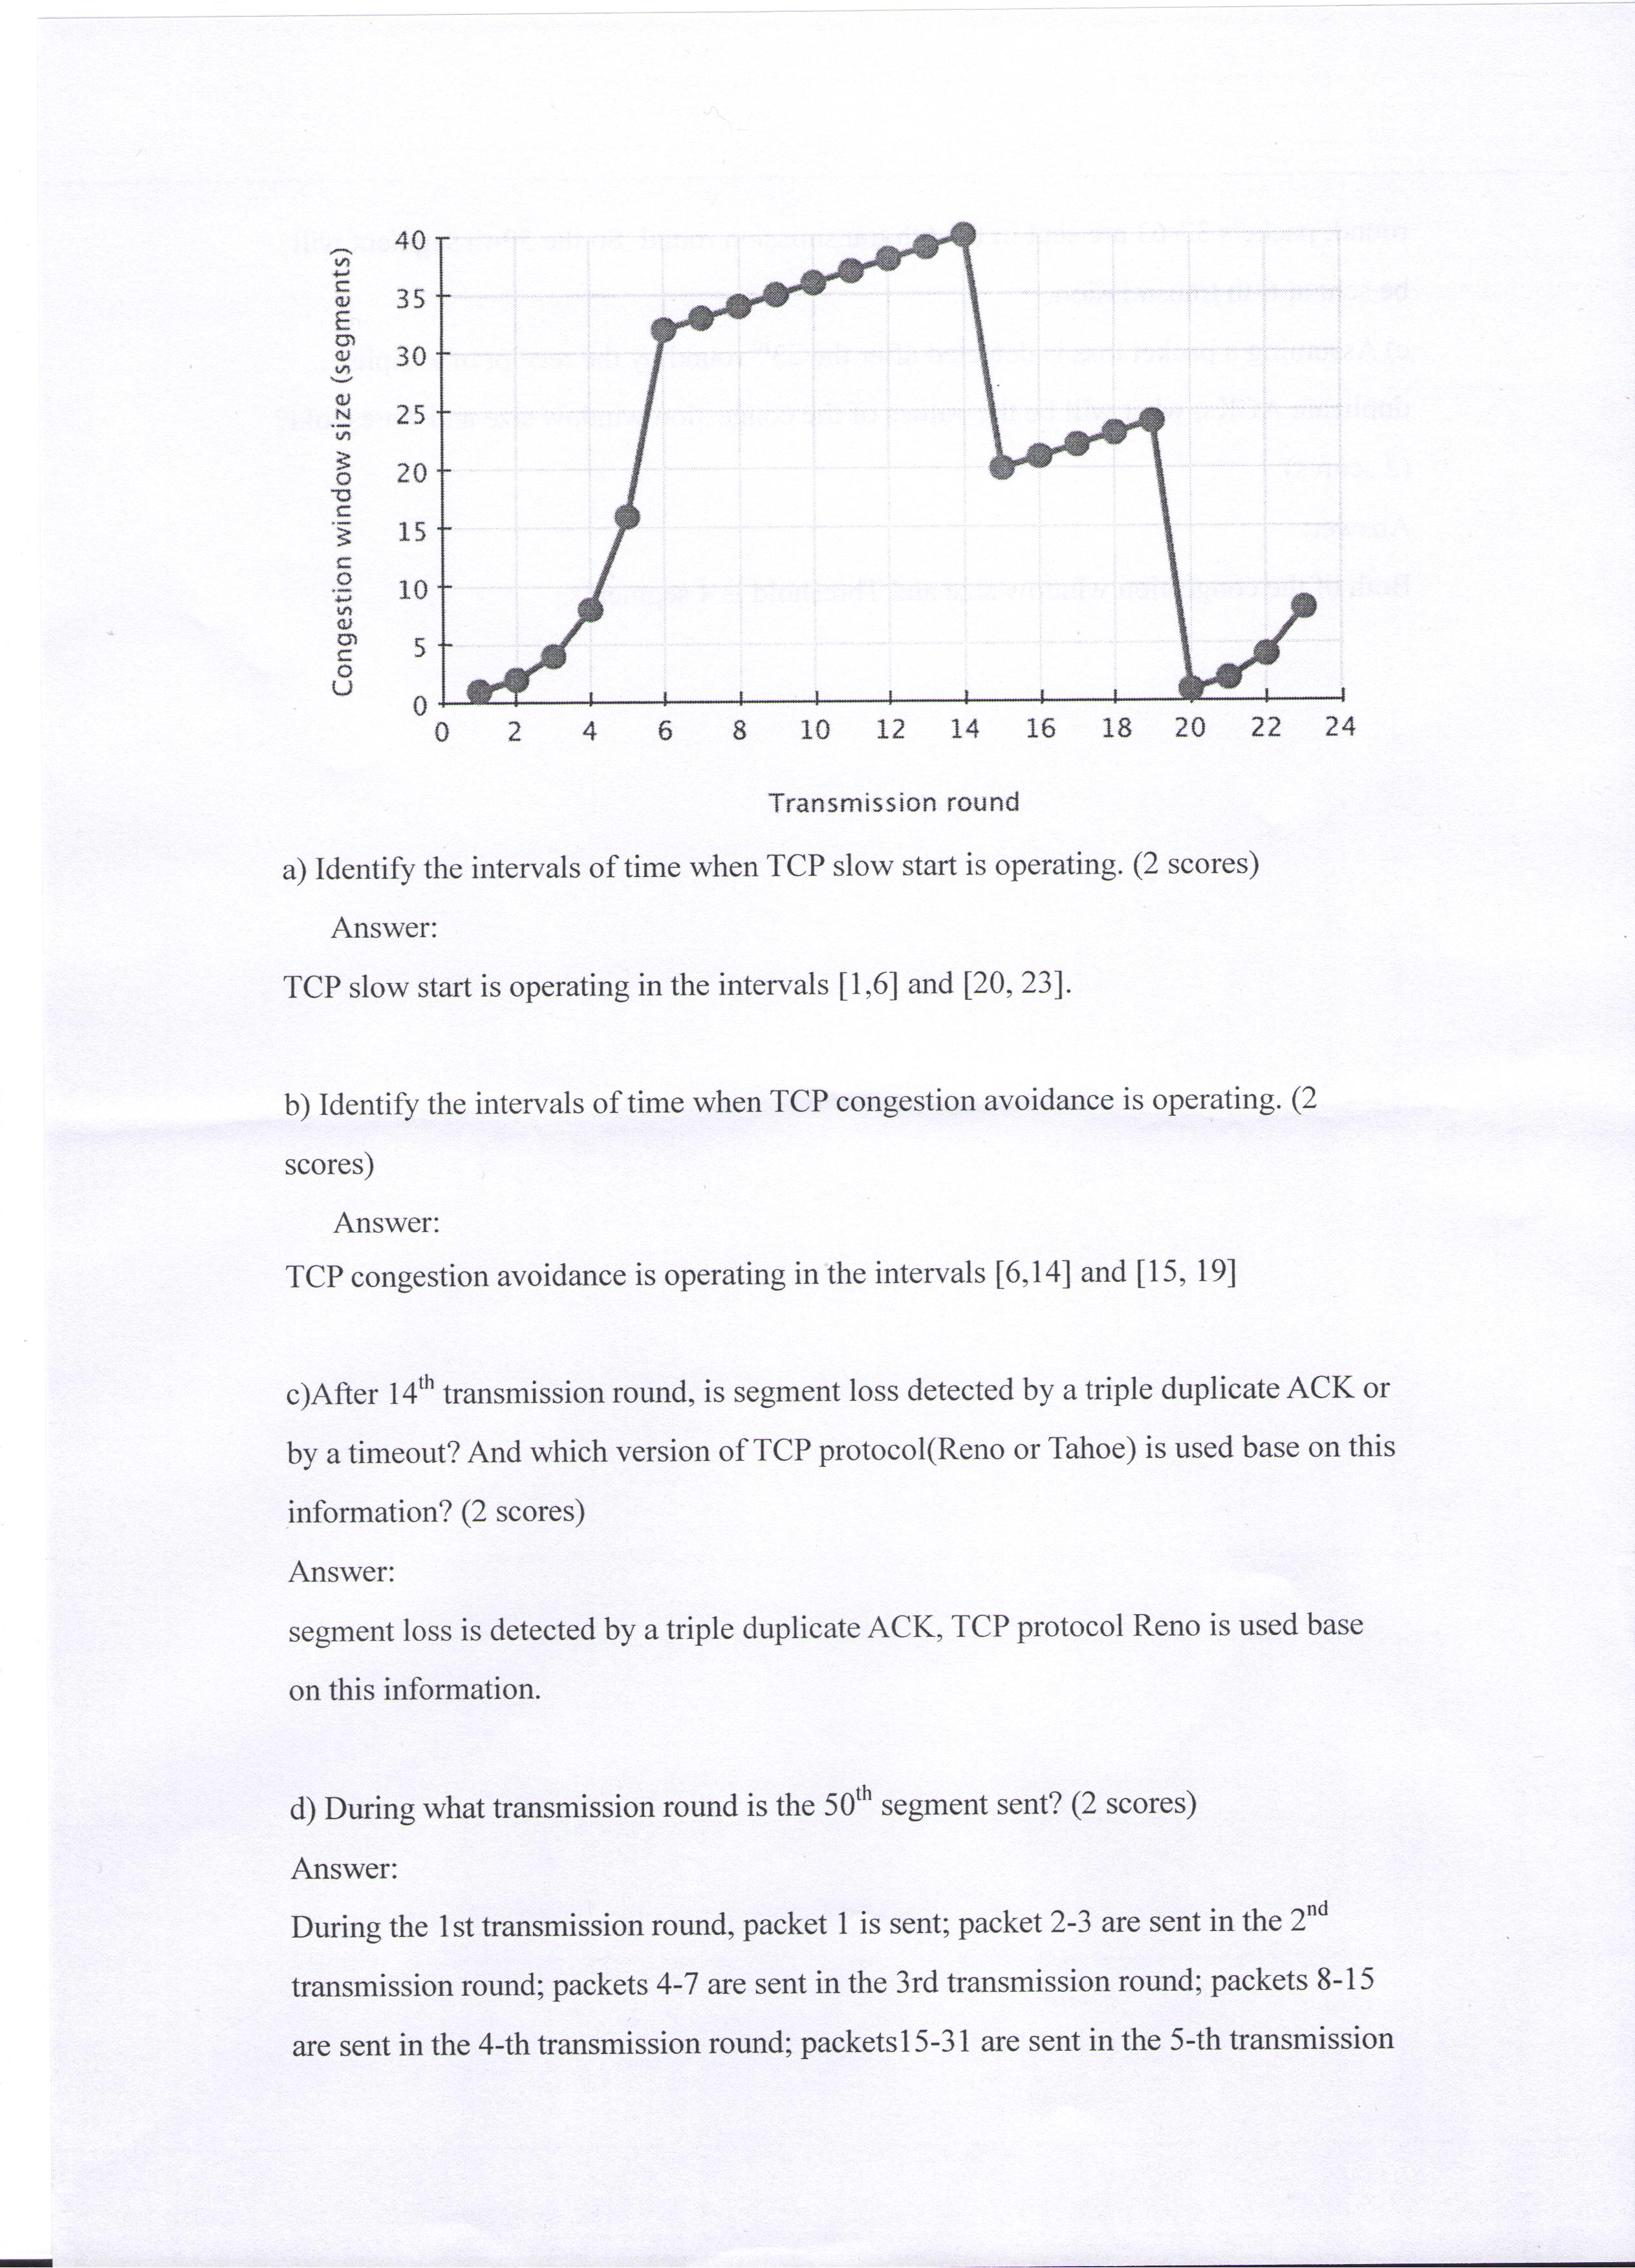 40
35
30
25
20
15
10
5
0
Congestion window size (segments)
0 2 4 6 8 10 12 14 16 18 20 22 24
Transmission round
a) Identify the intervals of time when TCP slow start is operating. (2 scores)
Answer:
TCP slow start is operating in the intervals [1,6] and [20, 23].
b) Identify the intervals of time when TCP congestion avoidance is operating. (2
scores)
Answer:
TCP congestion avoidance is operating in the intervals [6,14] and [15, 19]
c)After 14th transmission round, is segment loss detected by a triple duplicate ACK or
by a timeout? And which version of TCP protocol(Reno or Tahoe) is used base on this
information? (2 scores)
Answer:
segment loss is detected by a triple duplicate ACK, TCP protocol Reno is used base
on this information.
d) During what transmission round is the 50th segment sent? (2 scores)
Answer:
During the 1st transmission round, packet 1 is sent; packet 2-3 are sent in the 2nd
transmission round; packets 4-7 are sent in the 3rd transmission round; packets 8-15
are sent in the 4-th transmission round; packets15-31 are sent in the 5-th transmission